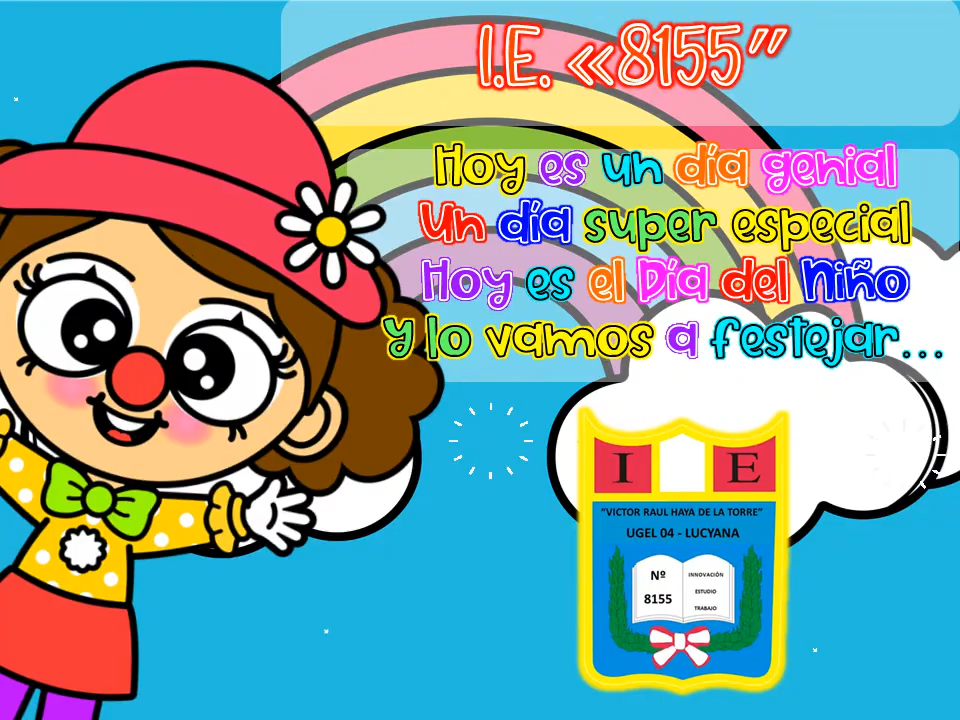 I.E. «8155”
Hoy es un día genial
Un día super especial
Hoy es el Día del Niño
y lo vamos a festejar...
I E
“VICTOR RAUL HAYA DE LA TORRE”
UGEL 04 - LUCYANA
Nº
8155
INNOVACIÓN
ESTUDIO
TRABAJO